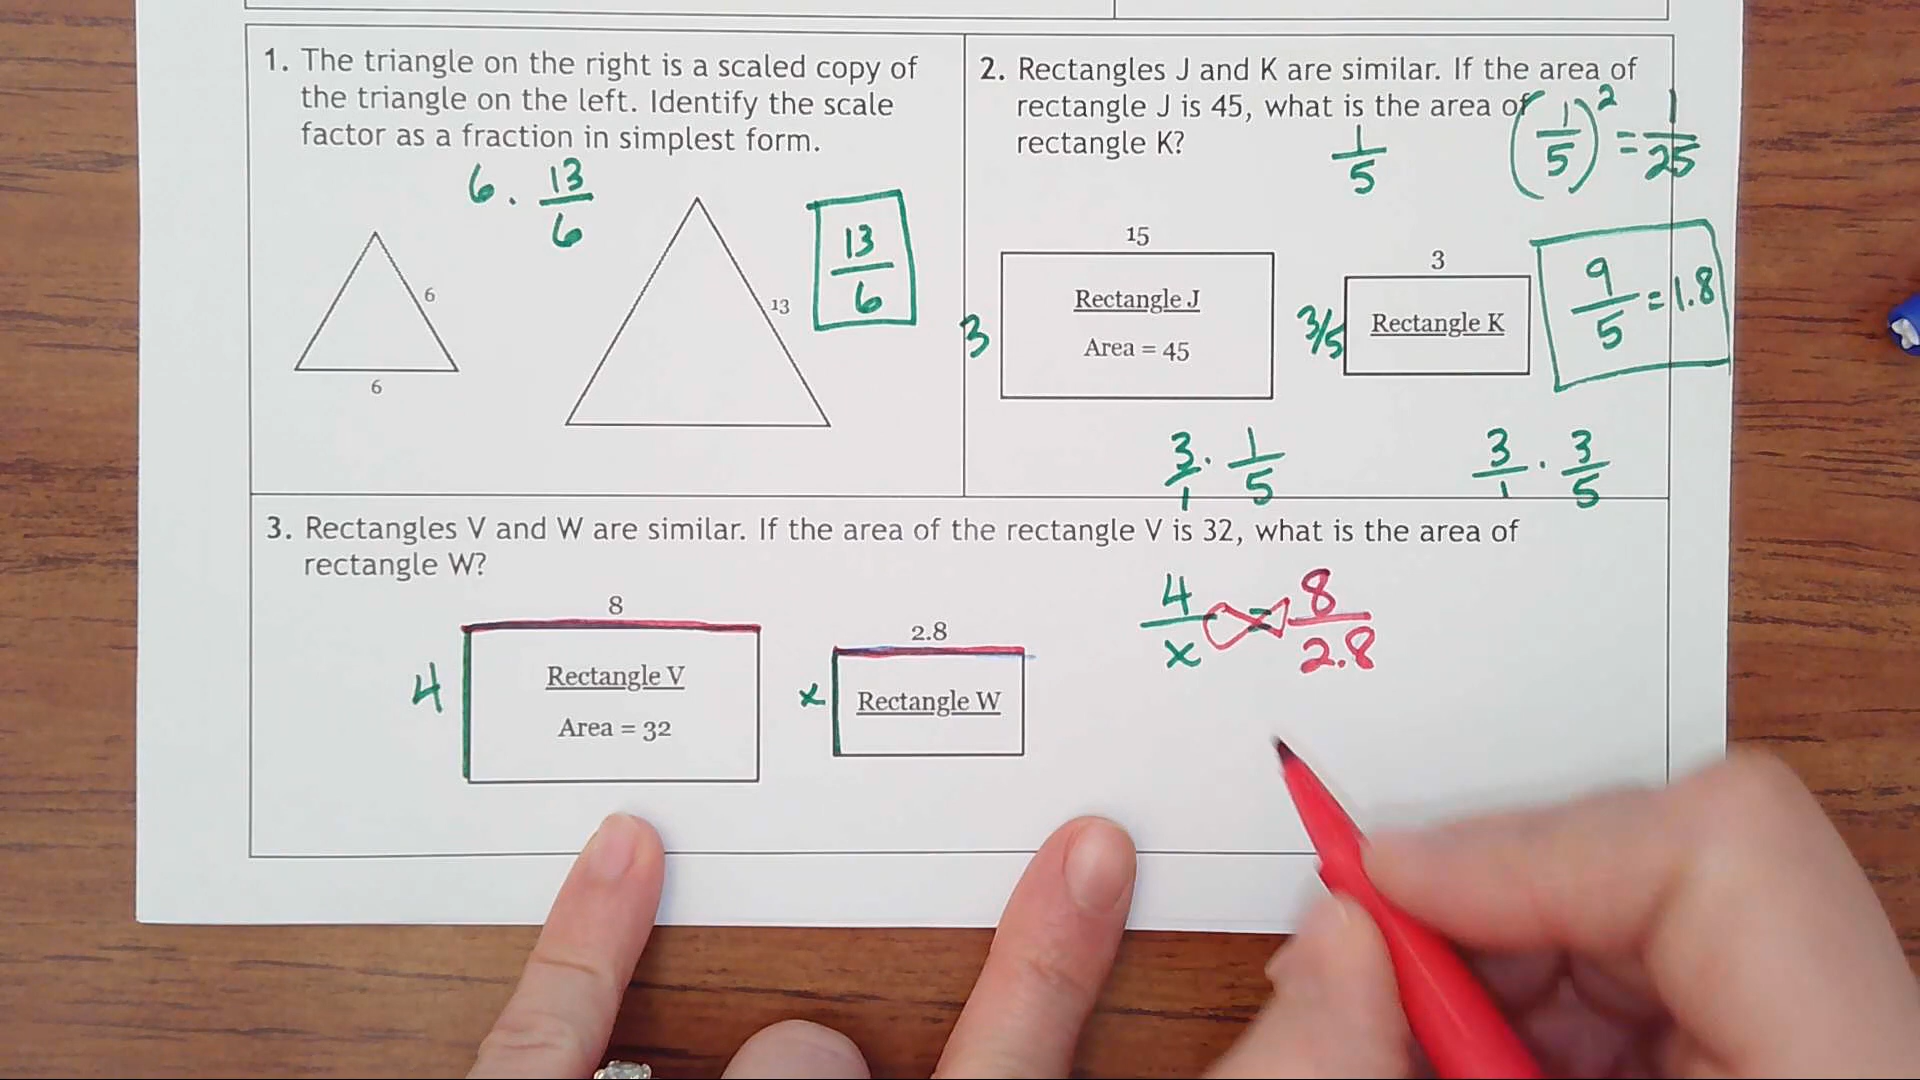 1. The triangle on the right is a scaled copy of
the triangle on the left. Identify the scale
factor as a fraction in simplest form.
6 · 13/6
6
6
13
13/6
2. Rectangles J and K are similar. If the area of
rectangle J is 45, what is the area of
rectangle K?
1/5
(1/5)² = 1/25
15
3
Rectangle J
Area = 45
3
3/5
Rectangle K
9/5 = 1.8
3/1 · 1/5
3/1 · 3/5
3. Rectangles V and W are similar. If the area of the rectangle V is 32, what is the area of
rectangle W?
8
4
Rectangle V
Area = 32
2.8
x
Rectangle W
4/x = 8/2.8